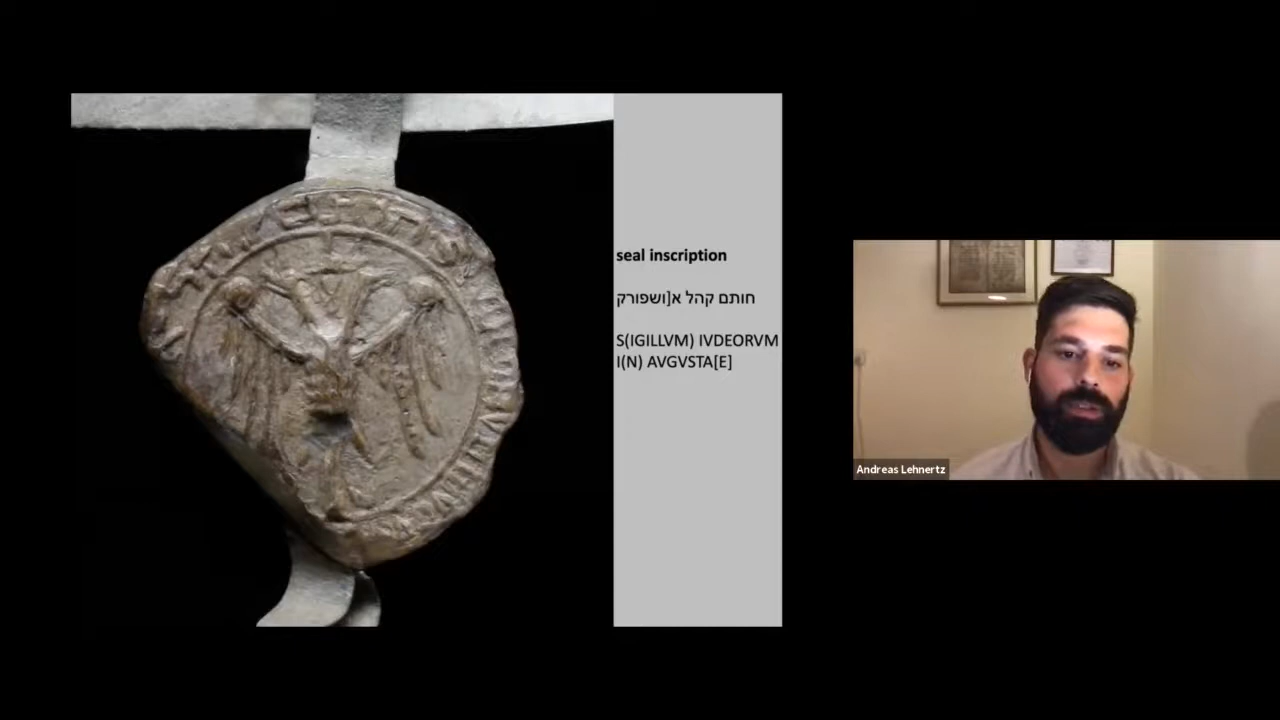 seal inscription
חותם קהל א[ושפורק
S(IGILLVM) IVDEORVM
I(N) AVGVSTA[E]
Andreas Lehnertz